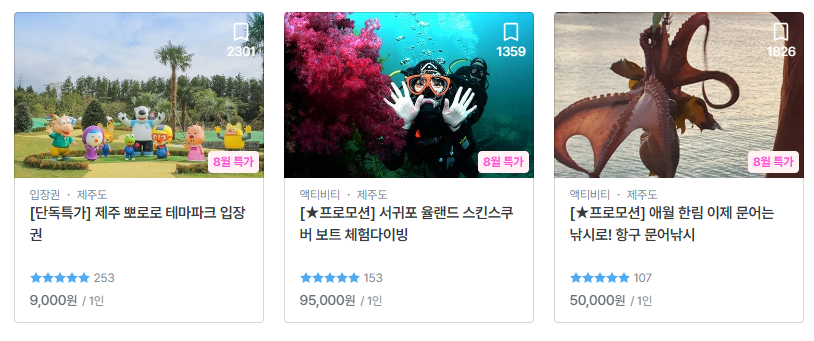 2301
8월 특가
입장권 · 제주도
[단독특가] 제주 뽀로로 테마파크 입장
권
253
9,000원 / 1인
1359
8월 특가
액티비티 · 제주도
[★프로모션] 서귀포 율랜드 스킨스쿠
버 보트 체험다이빙
153
95,000원 / 1인
1826
8월 특가
액티비티 · 제주도
[★프로모션] 애월 한림 이제 문어는
낚시로! 항구 문어낚시
107
50,000원 / 1인